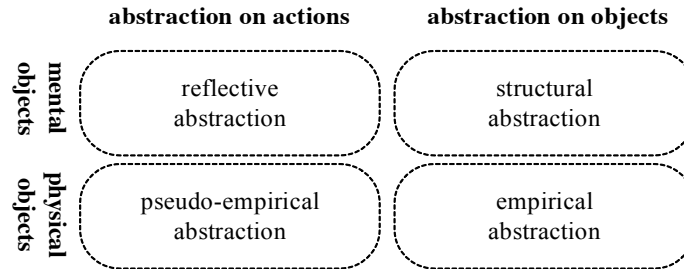 abstraction on actions
abstraction on objects
mental
objects
reflective
abstraction
structural
abstraction
physical
objects
pseudo-empirical
abstraction
empirical
abstraction